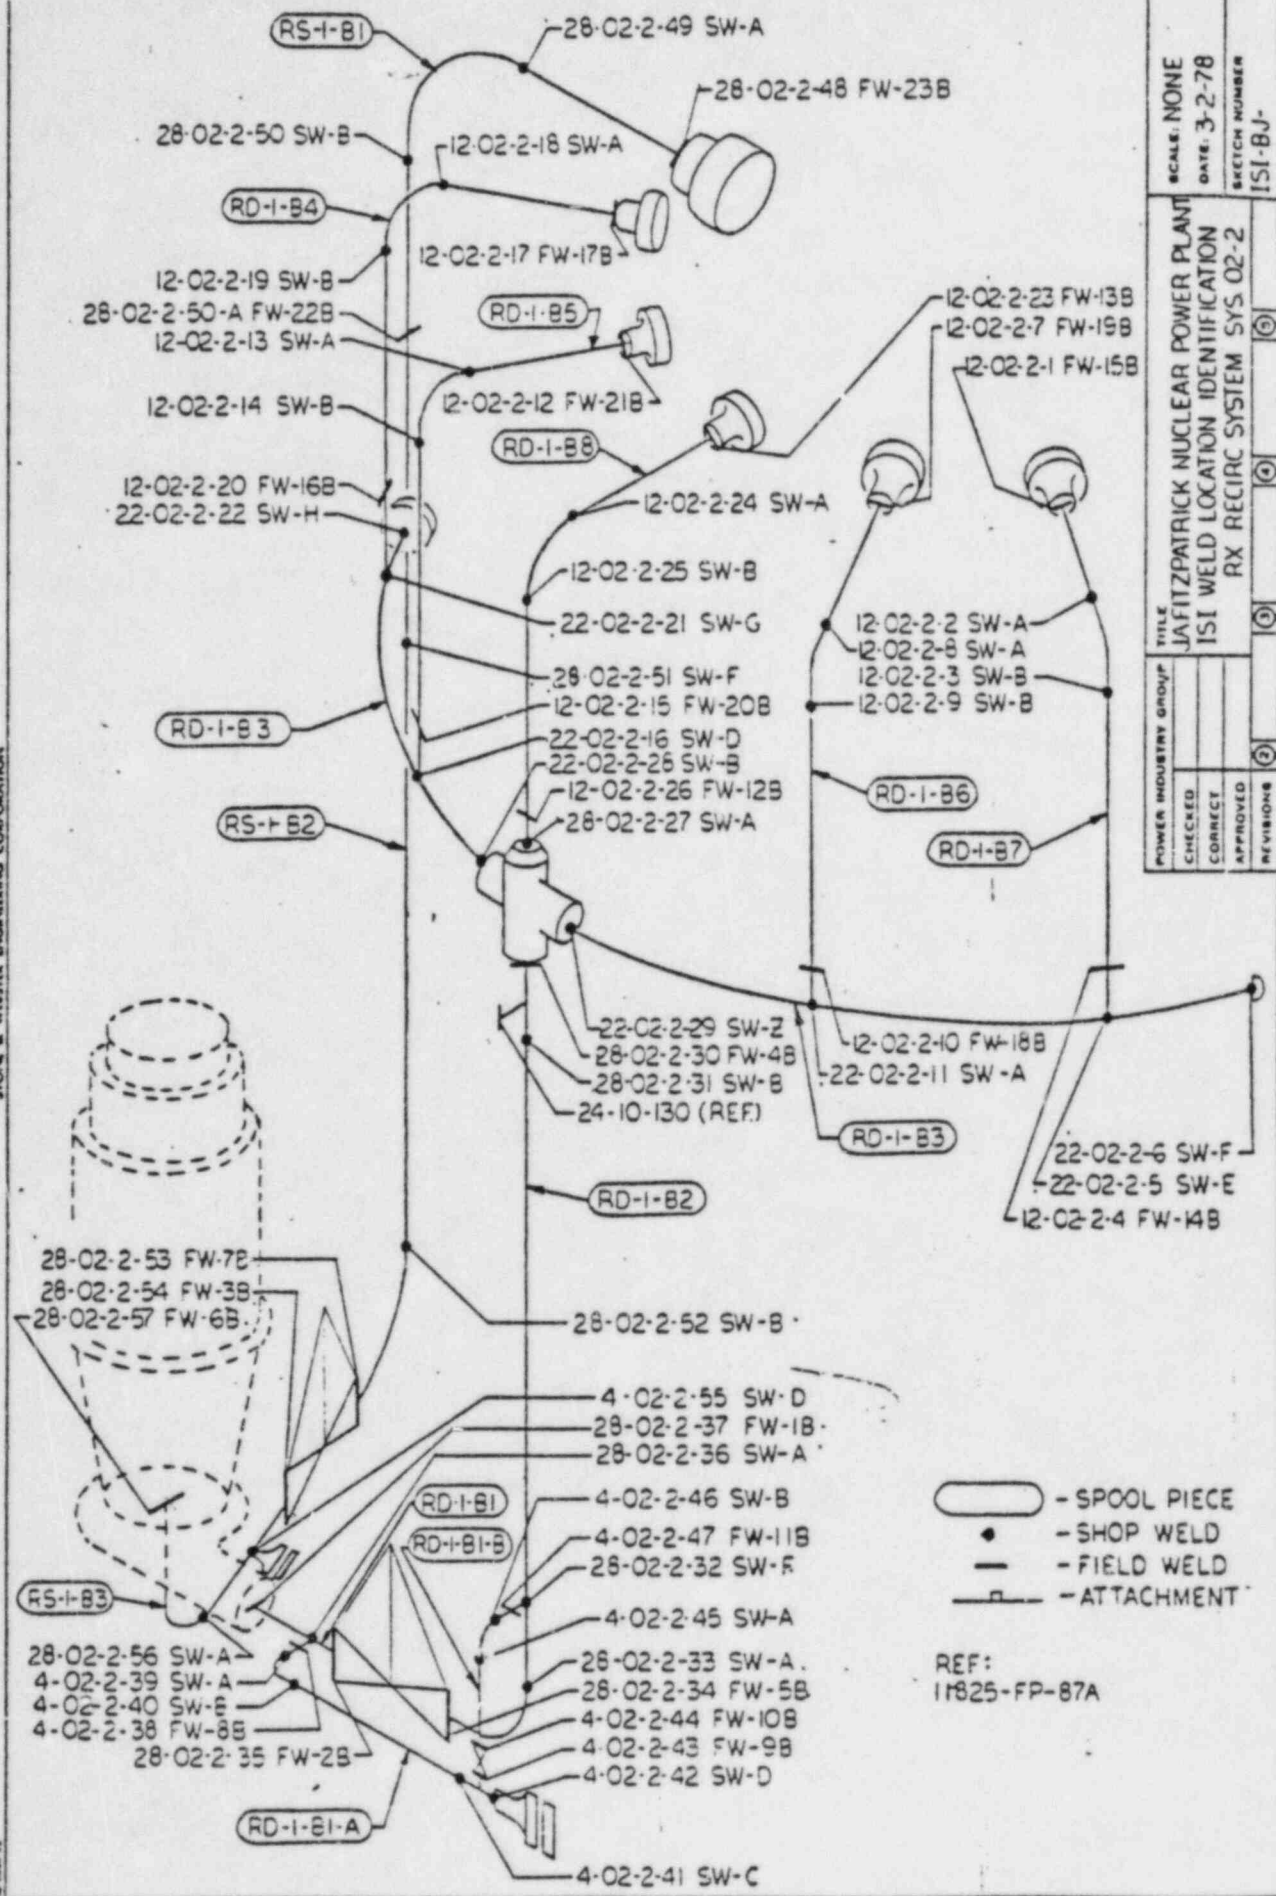 RS-1-B1
28-02-2-49 SW-A
28-02-2-48 FW-23B
28-02-2-50 SW-B
12-02-2-18 SW-A
RD-1-B4
12-02-2-17 FW-17B
12-02-2-19 SW-B
28-02-2-50-A FW-22B
RD-1-B5
12-02-2-13 SW-A
12-02-2-23 FW-13B
12-02-2-7 FW-19B
12-02-2-1 FW-15B
12-02-2-14 SW-B
12-02-2-12 FW-21B
RD-1-B8
12-02-2-20 FW-16B
22-02-2-22 SW-H
12-02-2-24 SW-A
12-02-2-25 SW-B
22-02-2-21 SW-G
12-02-2-2 SW-A
12-02-2-8 SW-A
12-02-2-3 SW-B
12-02-2-9 SW-B
28-02-2-51 SW-F
12-02-2-15 FW-20B
RD-1-B3
22-02-2-16 SW-D
22-02-2-28 SW-B
12-02-2-26 FW-12B
28-02-2-27 SW-A
RD-1-B6
RS-1-B2
RD-1-B7
22-02-2-29 SW-Z
28-02-2-30 FW-4B
28-02-2-31 SW-B
24-10-130 (REF.)
12-02-2-10 FW-18B
22-02-2-11 SW-A
RD-1-B3
22-02-2-6 SW-F
22-02-2-5 SW-E
12-02-2-4 FW-14B
RD-1-B2
28-02-2-53 FW-7B
28-02-2-54 FW-3B
28-02-2-57 FW-6B
28-02-2-52 SW-B
4-02-2-55 SW-D
28-02-2-37 FW-1B
28-02-2-36 SW-A
RD-1-B1
4-02-2-46 SW-B
RD-1-B1-B
4-02-2-47 FW-11B
28-02-2-32 SW-F
RS-1-B3
4-02-2-45 SW-A
28-02-2-56 SW-A
4-02-2-39 SW-A
4-02-2-40 SW-B
4-02-2-38 FW-8B
28-02-2-35 FW-2B
28-02-2-33 SW-A
28-02-2-34 FW-5B
4-02-2-44 FW-10B
4-02-2-43 FW-9B
4-02-2-42 SW-D
RD-1-B1-A
4-02-2-41 SW-C
- SPOOL PIECE
- SHOP WELD
- FIELD WELD
- ATTACHMENT
REF:
11825-FP-87A
POWER INDUSTRY GROUP
CHECKED
CORRECT
APPROVED
REVISIONS
TITLE
JAFITZPATRICK NUCLEAR POWER PLANT
ISI WELD LOCATION IDENTIFICATION
RX RECIRC SYSTEM SYS 02-2
2
3
4
5
SCALE: NONE
DATE: 3-2-78
SKETCH NUMBER
ISI-BJ-